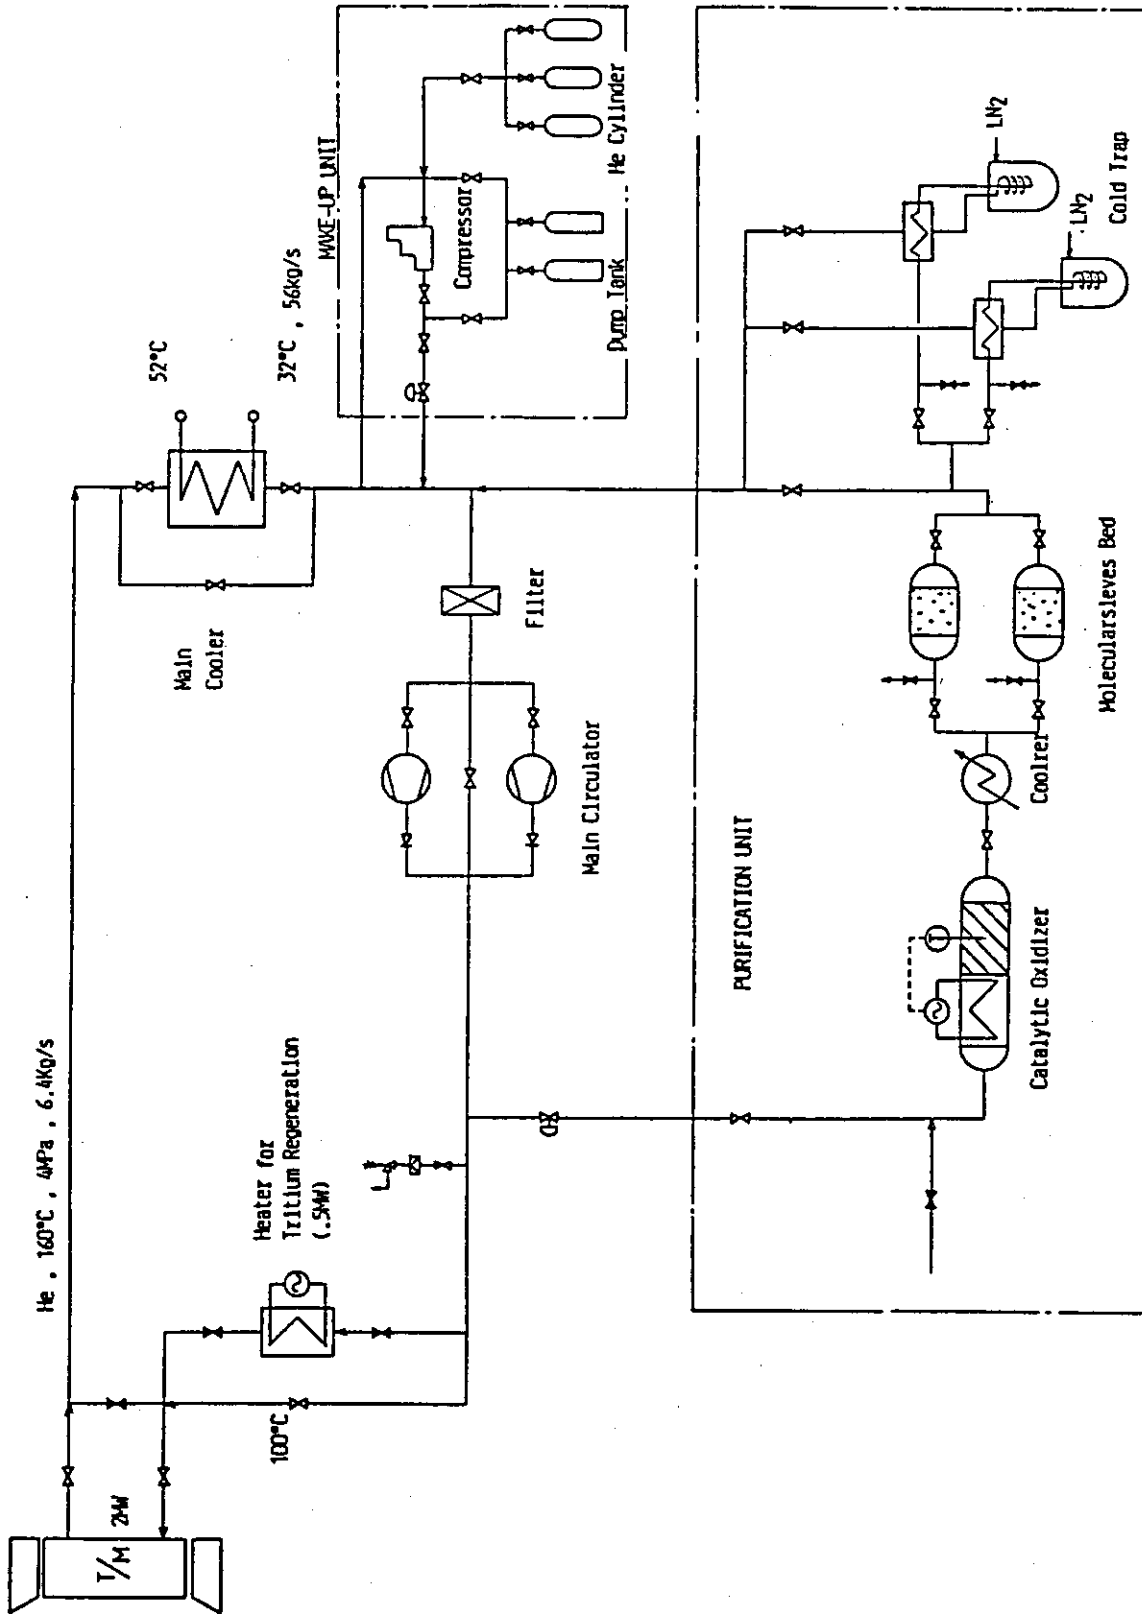 T/M
2MW
He , 160°C , 4MPa , 6.4Kg/s
100°C
Heater for
Tritium Regeneration
(.5MW)
Main
Cooler
52°C
32°C , 56kg/s
Main Circulator
Filter
MAKE-UP UNIT
Compressor
Dump Tank
He Cylinder
PURIFICATION UNIT
Catalytic Oxidizer
Coolrer
Molecularsieves Bed
LN2
LN2
Cold Trap